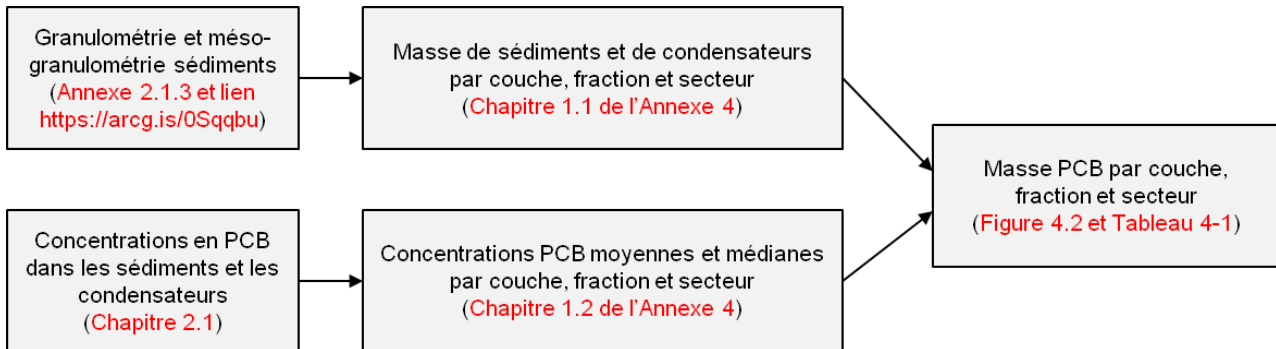 Granulométrie et méso-
granulométrie sédiments
(Annexe 2.1.3 et lien
https://arcg.is/0Sqqbu)
Masse de sédiments et de condensateurs
par couche, fraction et secteur
(Chapitre 1.1 de l'Annexe 4)
Concentrations en PCB
dans les sédiments et les
condensateurs
(Chapitre 2.1)
Concentrations PCB moyennes et médianes
par couche, fraction et secteur
(Chapitre 1.2 de l'Annexe 4)
Masse PCB par couche,
fraction et secteur
(Figure 4.2 et Tableau 4-1)